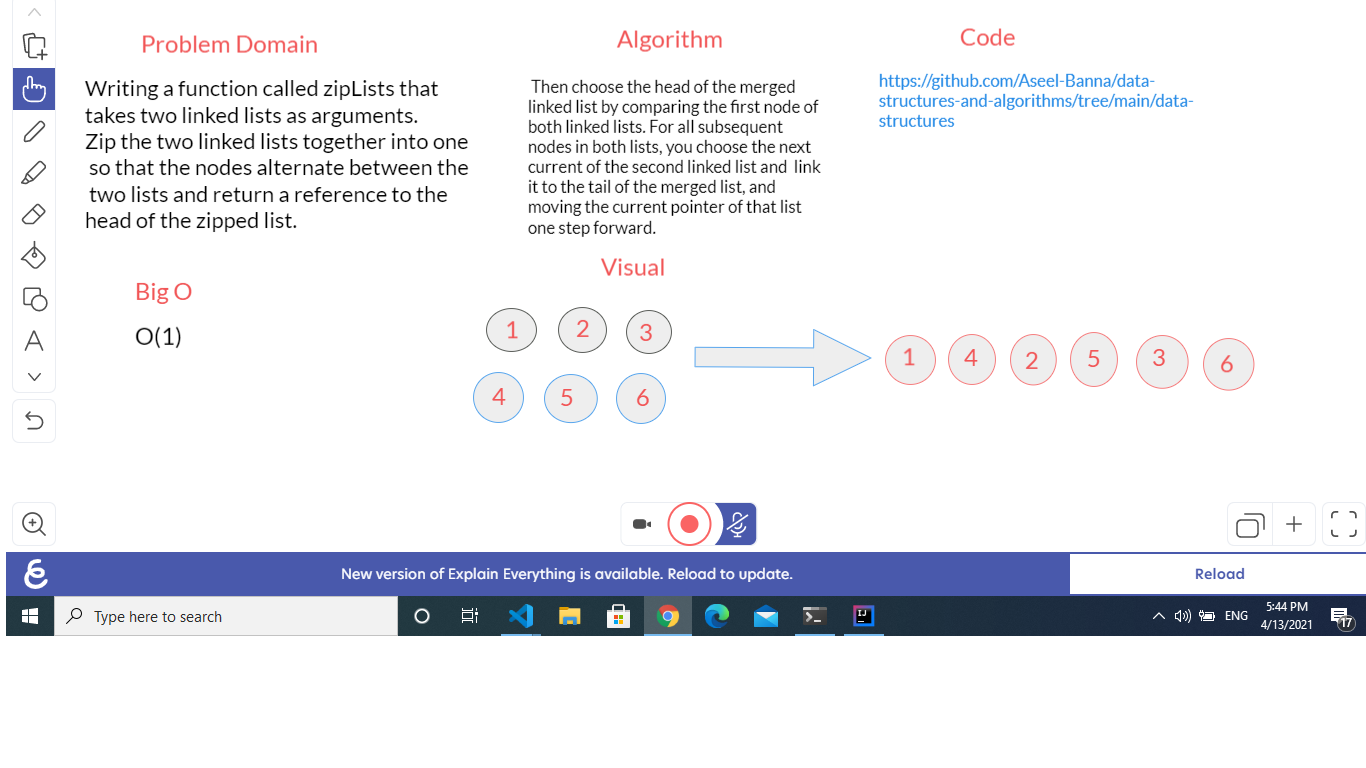 Problem Domain
Writing a function called zipLists that
takes two linked lists as arguments.
Zip the two linked lists together into one
so that the nodes alternate between the
two lists and return a reference to the
head of the zipped list.
Big O
O(1)
Algorithm
Then choose the head of the merged
linked list by comparing the first node of
both linked lists. For all subsequent
nodes in both lists, you choose the next
current of the second linked list and link
it to the tail of the merged list, and
moving the current pointer of that list
one step forward.
Code
https://github.com/Aseel-Banna/data-
structures-and-algorithms/tree/main/data-
structures
Visual
1 2 3
4 5 6
1 4 2 5 3 6
A
New version of Explain Everything is available. Reload to update.
Reload
Type here to search
ENG
5:44 PM
4/13/2021
17